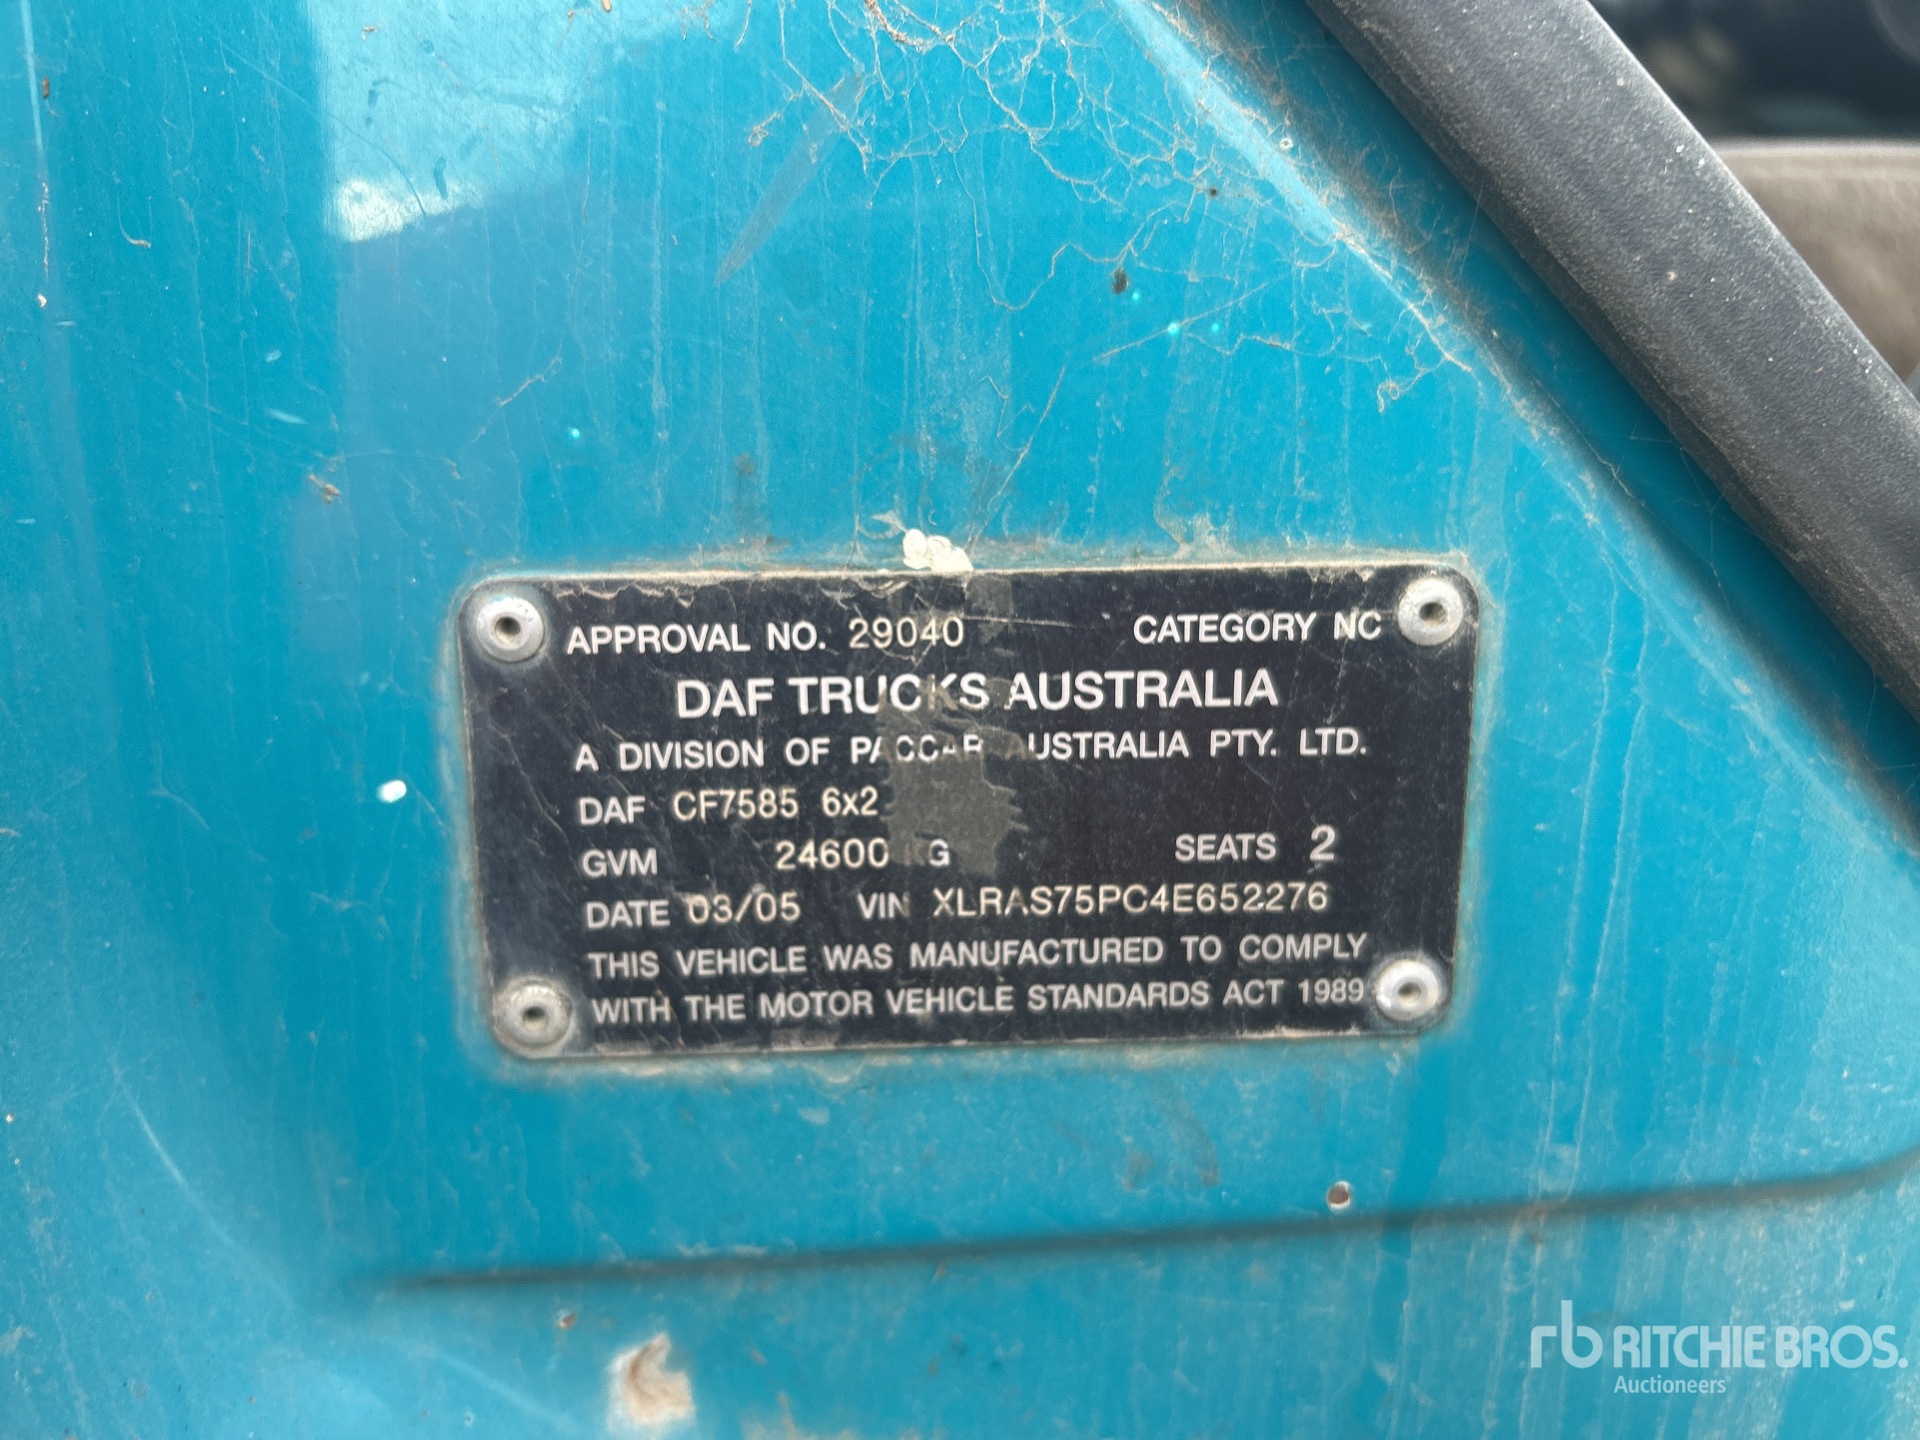 APPROVAL NO. 29040 CATEGORY NC
DAF TRUCKS AUSTRALIA
A DIVISION OF PACCAR AUSTRALIA PTY. LTD.
DAF CF7585 6x2
GVM 24600 KG SEATS 2
DATE 03/05 VIN XLRAS75PC4E652276
THIS VEHICLE WAS MANUFACTURED TO COMPLY
WITH THE MOTOR VEHICLE STANDARDS ACT 1989
rb RITCHIE BROS.
Auctioneers